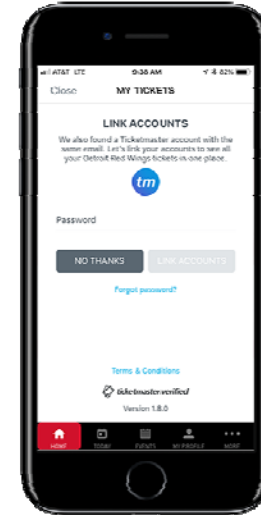 AT&T LTE 9:38 AM 82%
Close MY TICKETS
LINK ACCOUNTS
We also found a Ticketmaster account with the
same email. Let's link your accounts to see all
your Detroit Red Wings tickets in one place.
tm
Password
NO THANKS LINK ACCOUNTS
Forgot password?
Terms & Conditions
ticketmaster verified
Version 1.8.0
HOME TODAY EVENTS MY PROFILE MORE